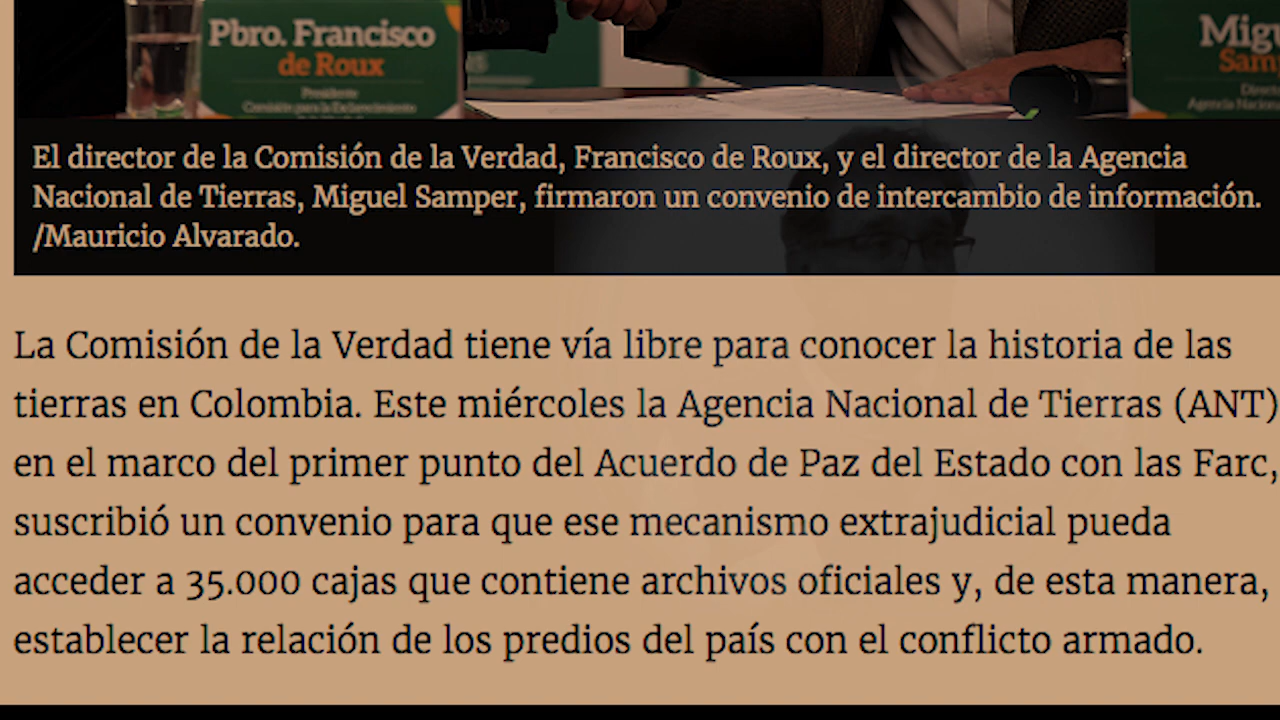 Pbro. Francisco
de Roux
Presidente
Comisión para la Esclarecimiento
El director de la Comisión de la Verdad, Francisco de Roux, y el director de la Agencia
Nacional de Tierras, Miguel Samper, firmaron un convenio de intercambio de información.
/Mauricio Alvarado.
La Comisión de la Verdad tiene vía libre para conocer la historia de las
tierras en Colombia. Este miércoles la Agencia Nacional de Tierras (ANT)
en el marco del primer punto del Acuerdo de Paz del Estado con las Farc,
suscribió un convenio para que ese mecanismo extrajudicial pueda
acceder a 35.000 cajas que contiene archivos oficiales y, de esta manera,
establecer la relación de los predios del país con el conflicto armado.